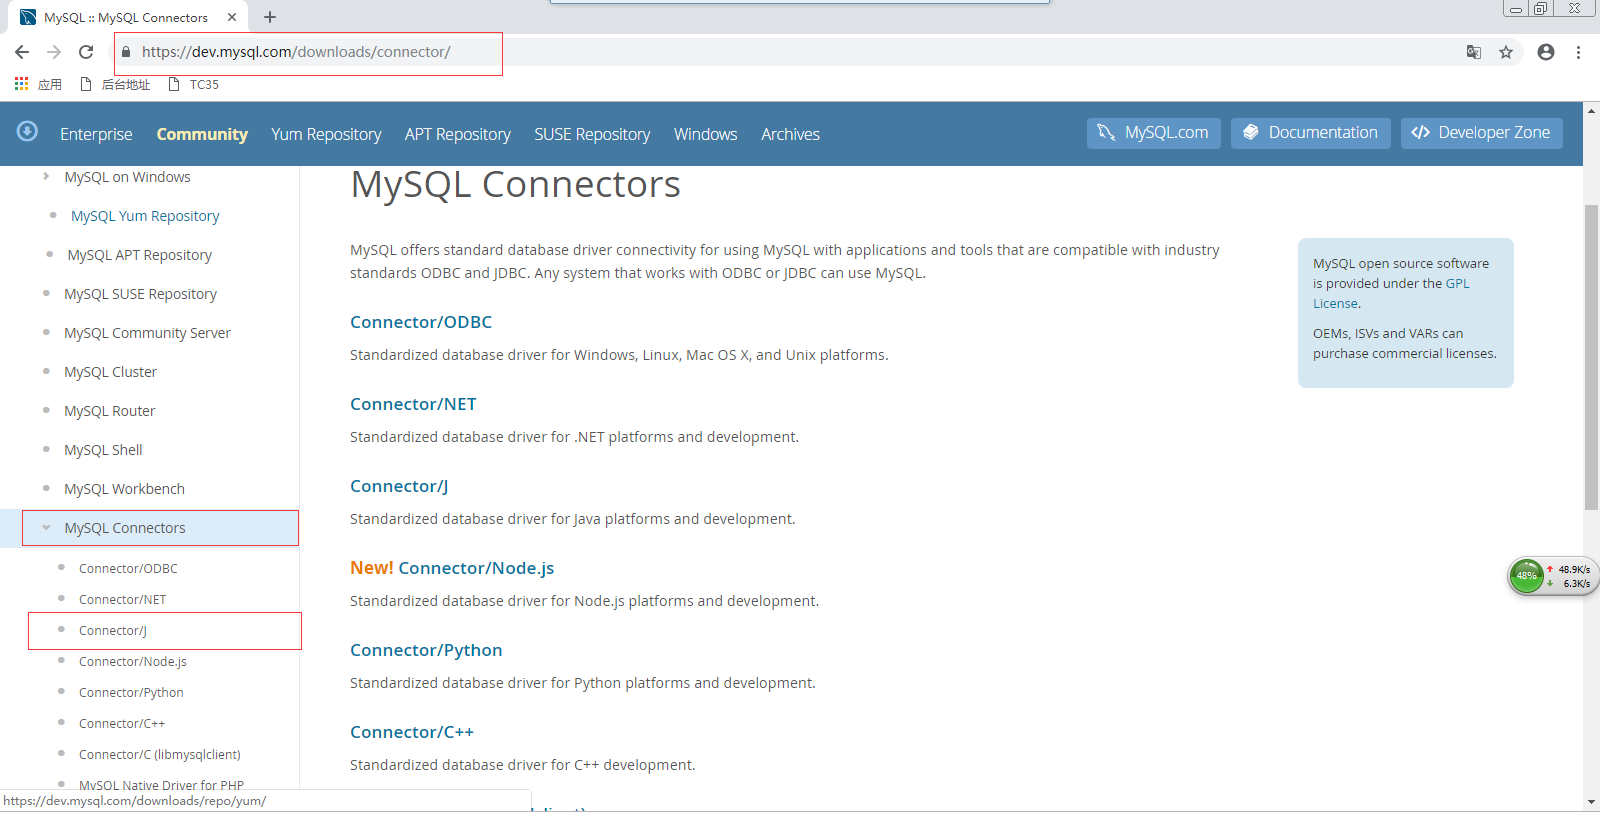 MySQL :: MySQL Connectors
https://dev.mysql.com/downloads/connector/
应用 后台地址 TC35
Enterprise Community Yum Repository APT Repository SUSE Repository Windows Archives MySQL.com Documentation Developer Zone
MySQL on Windows
MySQL Yum Repository
MySQL APT Repository
MySQL SUSE Repository
MySQL Community Server
MySQL Cluster
MySQL Router
MySQL Shell
MySQL Workbench
MySQL Connectors
Connector/ODBC
Connector/NET
Connector/J
Connector/Node.js
Connector/Python
Connector/C++
Connector/C (libmysqlclient)
MySQL Native Driver for PHP
https://dev.mysql.com/downloads/repo/yum/
MySQL Connectors
MySQL offers standard database driver connectivity for using MySQL with applications and tools that are compatible with industry
standards ODBC and JDBC. Any system that works with ODBC or JDBC can use MySQL.
Connector/ODBC
Standardized database driver for Windows, Linux, Mac OS X, and Unix platforms.
Connector/NET
Standardized database driver for .NET platforms and development.
Connector/J
Standardized database driver for Java platforms and development.
New! Connector/Node.js
Standardized database driver for Node.js platforms and development.
Connector/Python
Standardized database driver for Python platforms and development.
Connector/C++
Standardized database driver for C++ development.
MySQL open source software
is provided under the GPL
License.
OEMs, ISVs and VARs can
purchase commercial licenses.
48%
48.9K/s
6.3K/s